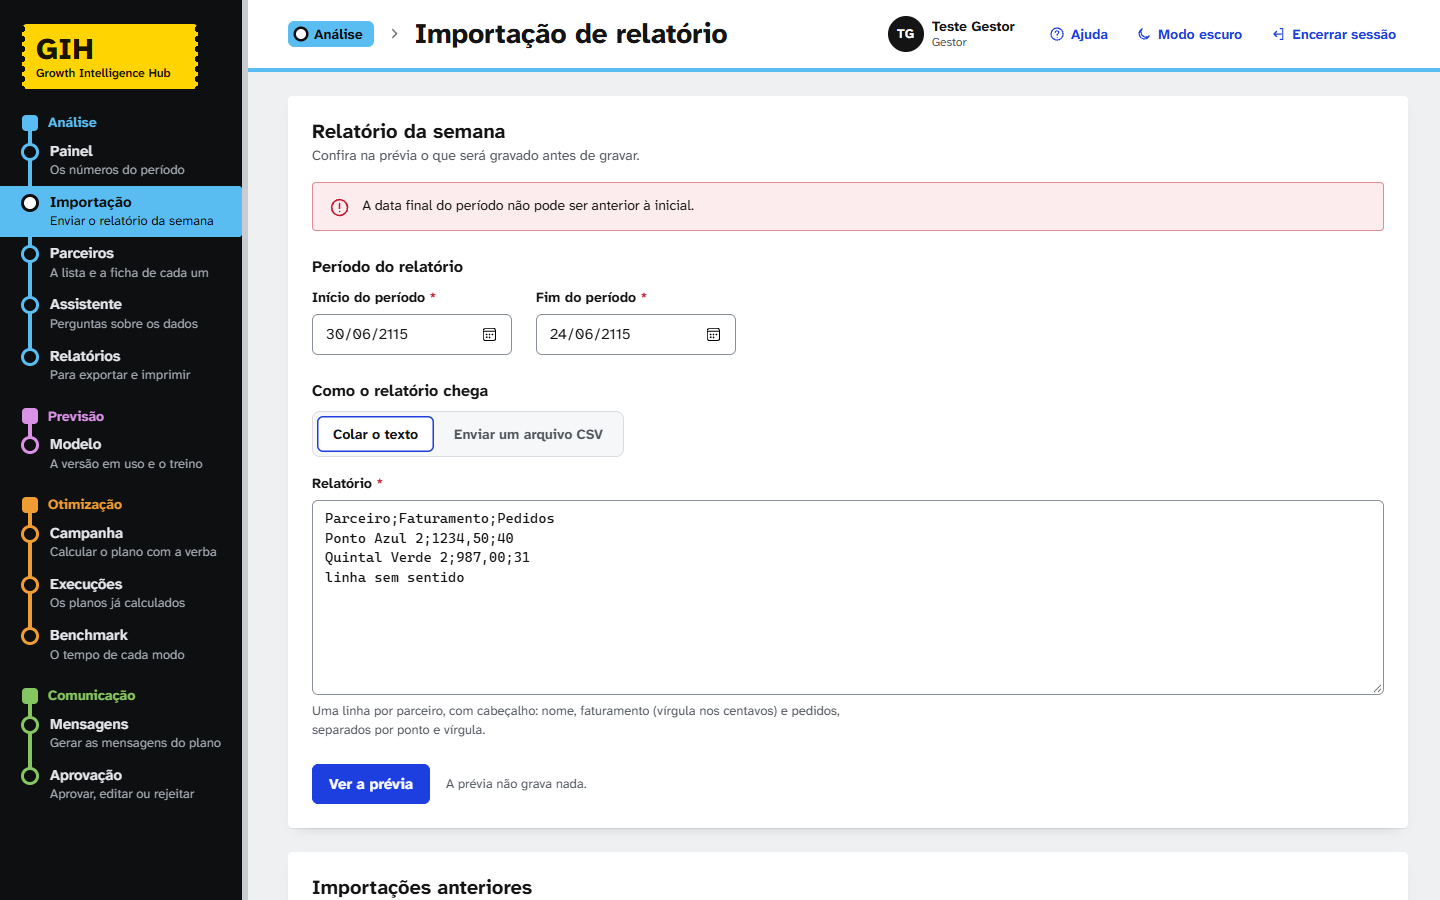 GIH
Growth Intelligence Hub
Análise
Painel
Os números do período
Importação
Enviar o relatório da semana
Parceiros
A lista e a ficha de cada um
Assistente
Perguntas sobre os dados
Relatórios
Para exportar e imprimir
Previsão
Modelo
A versão em uso e o treino
Otimização
Campanha
Calcular o plano com a verba
Execuções
Os planos já calculados
Benchmark
O tempo de cada modo
Comunicação
Mensagens
Gerar as mensagens do plano
Aprovação
Aprovar, editar ou rejeitar
Análise
Importação de relatório
TG
Teste Gestor
Gestor
Ajuda
Modo escuro
Encerrar sessão
Relatório da semana
Confira na prévia o que será gravado antes de gravar.
A data final do período não pode ser anterior à inicial.
Período do relatório
Início do período *
Fim do período *
30/06/2115
24/06/2115
Como o relatório chega
Colar o texto
Enviar um arquivo CSV
Relatório *
Parceiro;Faturamento;Pedidos
Ponto Azul 2;1234,50;40
Quintal Verde 2;987,00;31
linha sem sentido
Uma linha por parceiro, com cabeçalho: nome, faturamento (vírgula nos centavos) e pedidos,
separados por ponto e vírgula.
Ver a prévia
A prévia não grava nada.
Importações anteriores